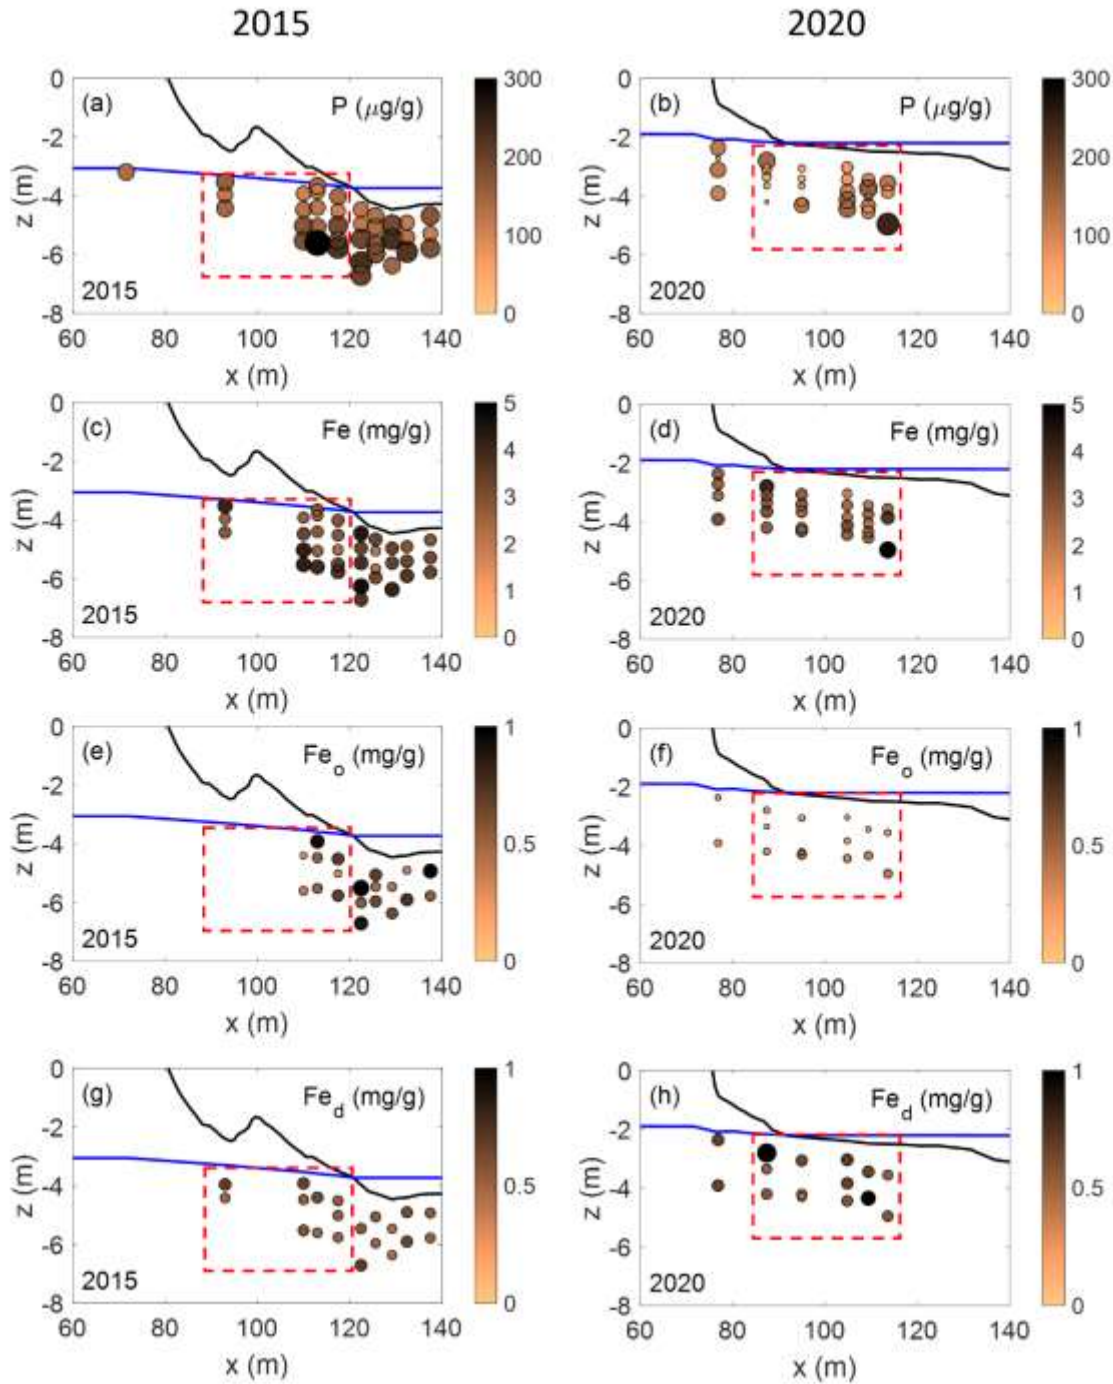 2015 2020
0 -2 -4 -6 -8
z (m)
(a) P (μg/g)
2015
60 80 100 120 140
x (m)
300 200 100 0
0 -2 -4 -6 -8
z (m)
(b) P (μg/g)
2020
60 80 100 120 140
x (m)
300 200 100 0
0 -2 -4 -6 -8
z (m)
(c) Fe (mg/g)
2015
60 80 100 120 140
x (m)
5 4 3 2 1 0
0 -2 -4 -6 -8
z (m)
(d) Fe (mg/g)
2020
60 80 100 120 140
x (m)
5 4 3 2 1 0
0 -2 -4 -6 -8
z (m)
(e) Fe_o (mg/g)
2015
60 80 100 120 140
x (m)
1 0.5 0
0 -2 -4 -6 -8
z (m)
(f) Fe_o (mg/g)
2020
60 80 100 120 140
x (m)
1 0.5 0
0 -2 -4 -6 -8
z (m)
(g) Fe_d (mg/g)
2015
60 80 100 120 140
x (m)
1 0.5 0
0 -2 -4 -6 -8
z (m)
(h) Fe_d (mg/g)
2020
60 80 100 120 140
x (m)
1 0.5 0